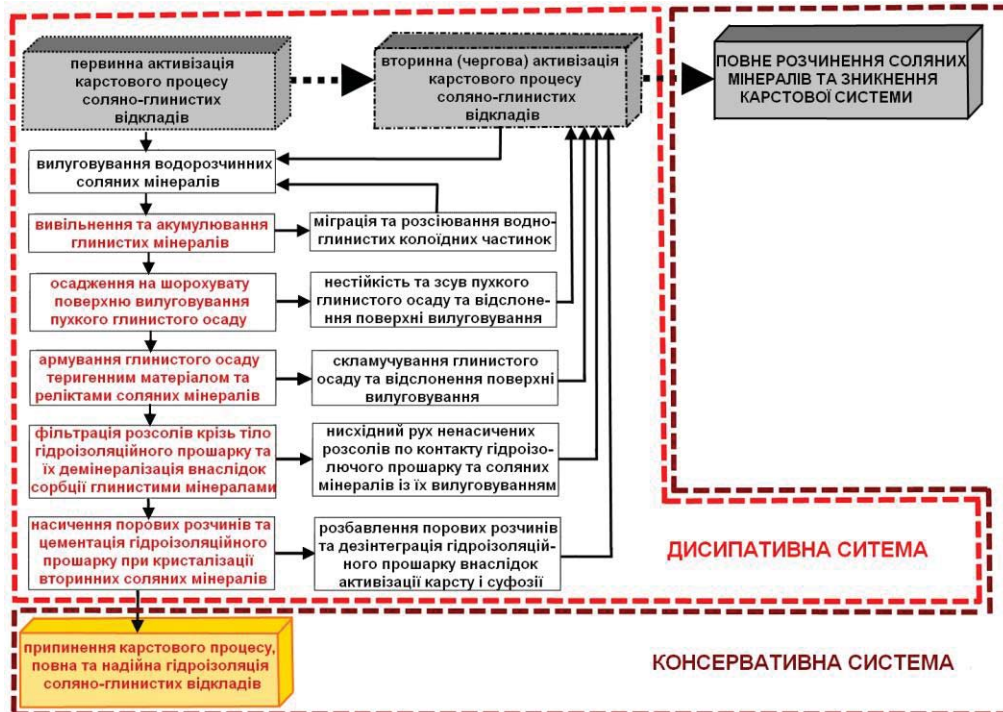 первинна активізація
карстового процесу
соляно-глинистих
відкладів
вторинна (чергова) активізація
карстового процесу
соляно-глинистих
відкладів
ПОВНЕ РОЗЧИНЕННЯ СОЛЯНИХ
МІНЕРАЛІВ ТА ЗНИКНЕННЯ
КАРСТОВОЇ СИСТЕМИ
вилуговування водорозчинних
соляних мінералів
вивільнення та акумулювання
глинистих мінералів
міграція та розсіювання водно-
глинистих колоїдних частинок
осадження на шорохувату
поверхню вилуговування
пухкого глинистого осаду
нестійкість та зсув пухкого
глинистого осаду та відслоне-
ння поверхні вилуговування
армування глинистого осаду
теригенним матеріалом та
реліктами соляних мінералів
скламучування глинистого
осаду та відслонення поверхні
вилуговування
фільтрація розсолів крізь тіло
гідроізоляційного прошарку та
їх демінералізація внаслідок
сорбції глинистими мінералами
нисхідний рух ненасичених
розсолів по контакту гідроізо-
лючого прошарку та соляних
мінералів із їх вилуговуванням
насичення порових розчинів та
цементація гідроізоляційного
прошарку при кристалізації
вторинних соляних мінералів
розбавлення порових розчинів
та дезінтеграція гідроізоляцій-
ного прошарку внаслідок
активізації карсту і суфозії
ДИСИПАТИВНА СИТЕМА
припинення карстового процесу,
повна та надійна гідроізоляція
соляно-глинистих відкладів
КОНСЕРВАТИВНА СИСТЕМА